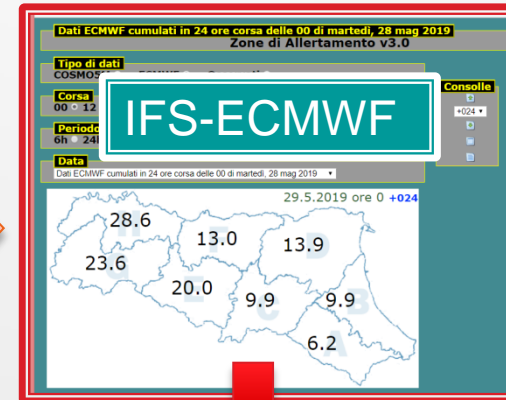 Dati ECMWF cumulati in 24 ore corsa delle 00 di martedì, 28 mag 2019
Zone di Allertamento v3.0
Tipo di dati
COSMO5M
IFS-ECMWF
Consolle
Corsa
00 12
+024
Periodo
6h 24h
Data
Dati ECMWF cumulati in 24 ore corsa delle 00 di martedì, 28 mag 2019
29.5.2019 ore 0 +024
28.6
H
13.0
F
13.9
D
23.6
G
20.0
E
9.9
C
9.9
B
6.2
A